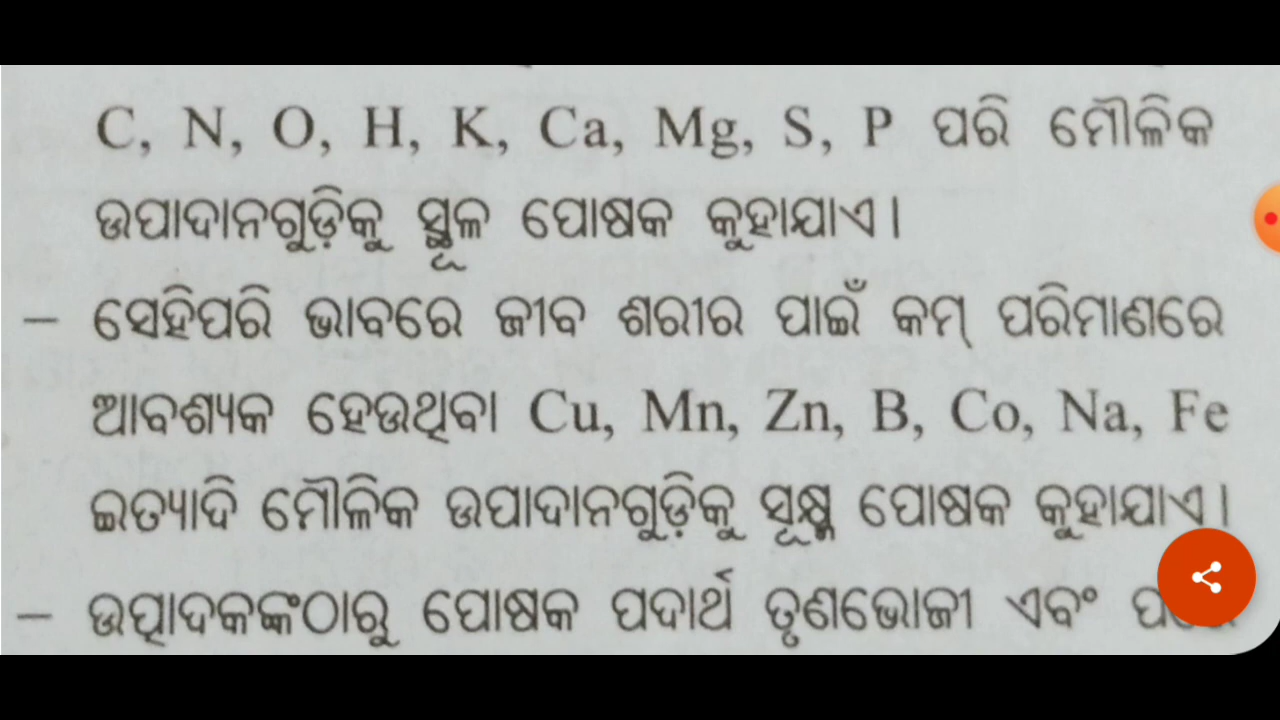 C, N, O, H, K, Ca, Mg, S, P ପରି ମୌଳିକ
ଉପାଦାନଗୁଡ଼ିକୁ ସ୍ଥୂଳ ପୋଷକ କୁହାଯାଏ।
– ସେହିପରି ଭାବରେ ଜୀବ ଶରୀର ପାଇଁ କମ୍ ପରିମାଣରେ
ଆବଶ୍ୟକ ହେଉଥିବା Cu, Mn, Zn, B, Co, Na, Fe
ଇତ୍ୟାଦି ମୌଳିକ ଉପାଦାନଗୁଡ଼ିକୁ ସୂକ୍ଷ୍ମ ପୋଷକ କୁହାଯାଏ।
– ଉତ୍ପାଦକଙ୍କଠାରୁ ପୋଷକ ପଦାର୍ଥ ତୃଣଭୋଜୀ ଏବଂ